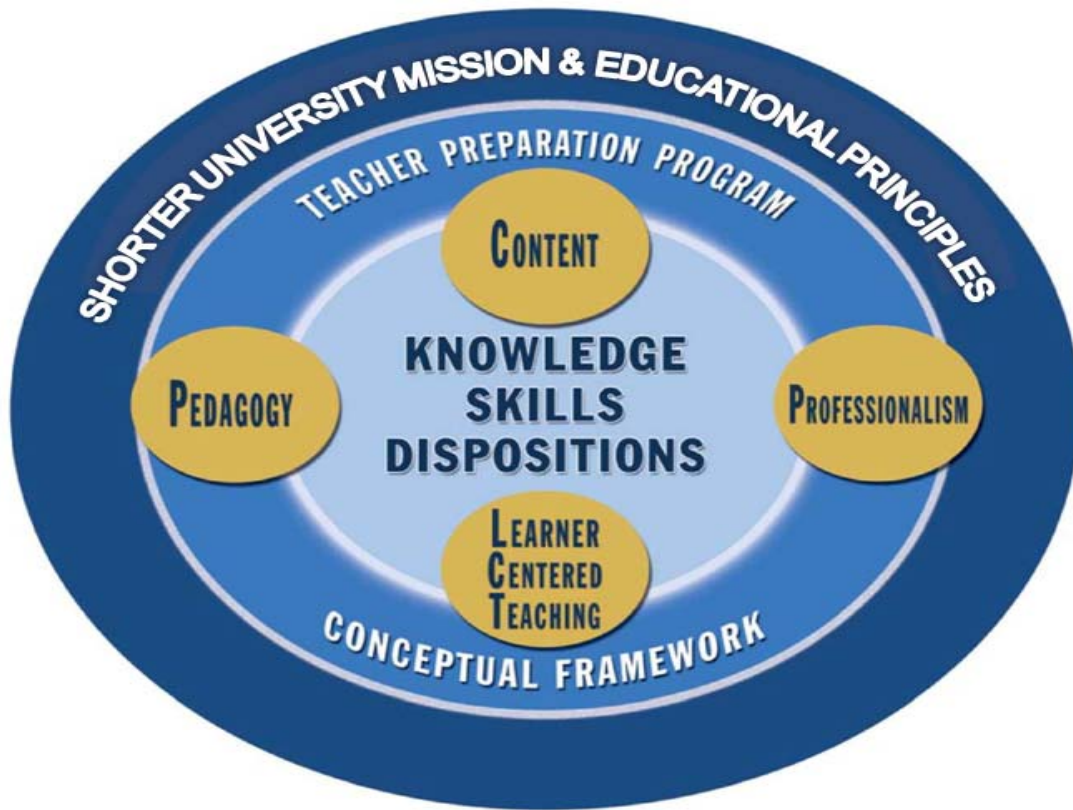 SHORTER UNIVERSITY MISSION & EDUCATIONAL PRINCIPLES
TEACHER PREPARATION PROGRAM
CONTENT
PEDAGOGY
KNOWLEDGE
SKILLS
DISPOSITIONS
PROFESSIONALISM
LEARNER
CENTERED
TEACHING
CONCEPTUAL FRAMEWORK